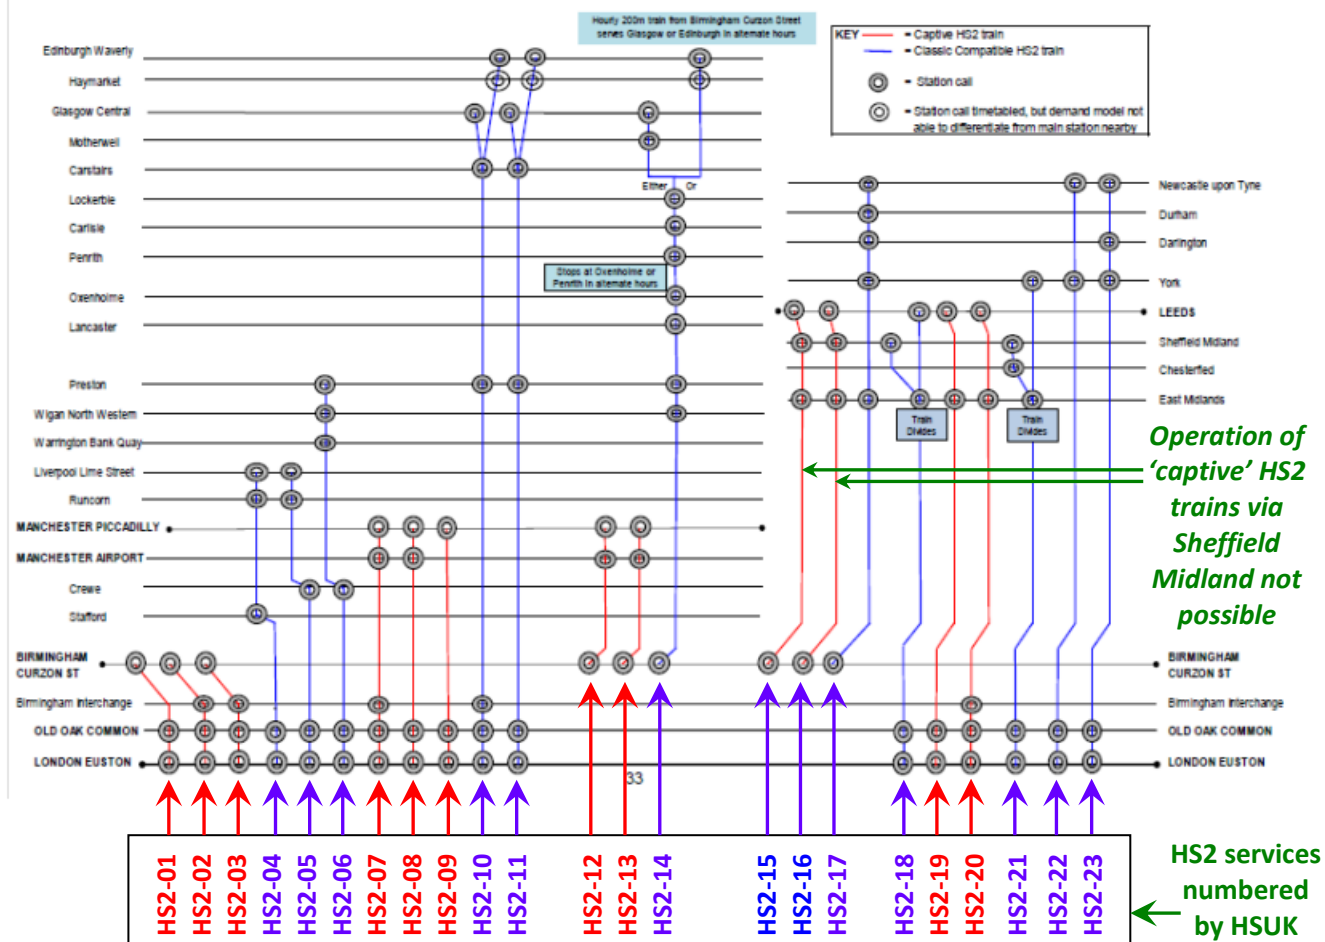 Hourly 200m train from Birmingham Curzon Street
serves Glasgow or Edinburgh in alternate hours
KEY
= Captive HS2 train
= Classic Compatible HS2 train
= Station call
= Station call timetabled, but demand model not
able to differentiate from main station nearby
Edinburgh Waverly
Haymarket
Glasgow Central
Motherwell
Carstairs
Lockerbie
Carlisle
Penrith
Oxenholme
Lancaster
Preston
Wigan North Western
Warrington Bank Quay
Liverpool Lime Street
Runcorn
MANCHESTER PICCADILLY
MANCHESTER AIRPORT
Crewe
Stafford
BIRMINGHAM
CURZON ST
Birmingham Interchange
OLD OAK COMMON
LONDON EUSTON
Either Or
Stops at Oxenholme or
Penrith in alternate hours
Newcastle upon Tyne
Durham
Darlington
York
LEEDS
Sheffield Midland
Chesterfied
East Midlands
Train
Divides
Train
Divides
Operation of
‘captive’ HS2
trains via
Sheffield
Midland not
possible
BIRMINGHAM
CURZON ST
Birmingham Interchange
OLD OAK COMMON
LONDON EUSTON
33
HS2-01
HS2-02
HS2-03
HS2-04
HS2-05
HS2-06
HS2-07
HS2-08
HS2-09
HS2-10
HS2-11
HS2-12
HS2-13
HS2-14
HS2-15
HS2-16
HS2-17
HS2-18
HS2-19
HS2-20
HS2-21
HS2-22
HS2-23
HS2 services
numbered
by HSUK